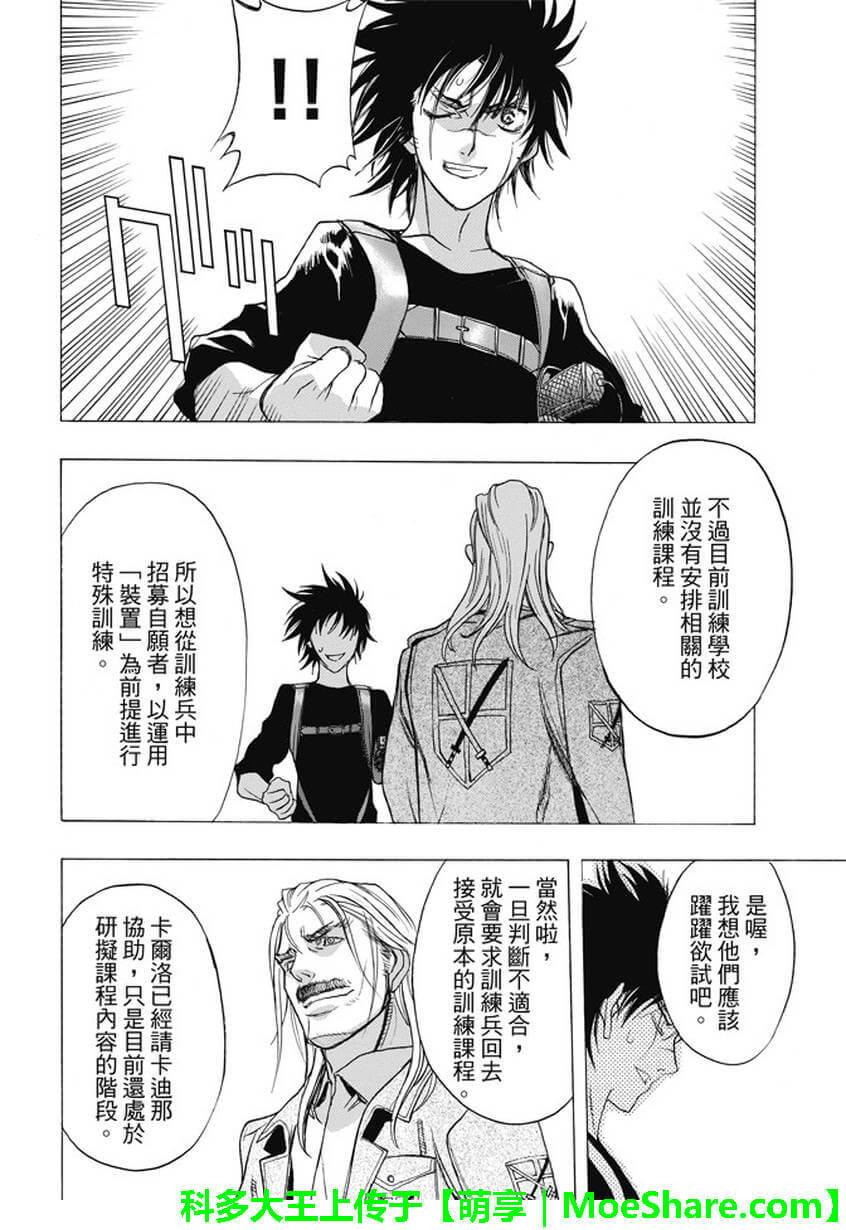 !!
グッ
不過目前訓練學校
並沒有安排相關的
訓練課程。
所以想從訓練兵中
招募自願者，以運用
「裝置」為前提進行
特殊訓練。
是喔，
我想他們應該
躍躍欲試吧。
當然啦，
一旦判斷不適合，
就會要求訓練兵回去
接受原本的訓練課程。
卡爾洛已經請卡迪那
協助，只是目前還處於
研擬課程內容的階段。
科多大王上传于【萌享｜MoeShare.com】